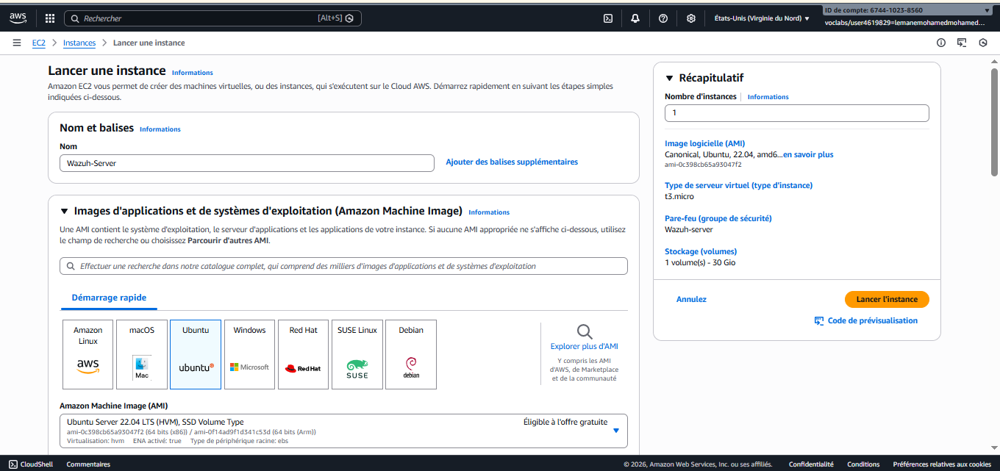 aws
Rechercher
[Alt+S]
États-Unis (Virginie du Nord)
ID de compte: 6744-1023-8560
voclabs/user4619829=lemanemohamedmohamed...
EC2
Instances
Lancer une instance
Lancer une instance
Informations
Amazon EC2 vous permet de créer des machines virtuelles, ou des instances, qui s'exécutent sur le Cloud AWS. Démarrez rapidement en suivant les étapes simples
indiquées ci-dessous.
Nom et balises
Informations
Nom
Wazuh-Server
Ajouter des balises supplémentaires
Images d'applications et de systèmes d'exploitation (Amazon Machine Image)
Informations
Une AMI contient le système d'exploitation, le serveur d'applications et les applications de votre instance. Si aucune AMI appropriée ne s'affiche ci-dessous, utilisez
le champ de recherche ou choisissez Parcourir d'autres AMI.
Effectuer une recherche dans notre catalogue complet, qui comprend des milliers d'images d'applications et de systèmes d'exploitation
Démarrage rapide
Amazon
Linux
aws
macOS
Mac
Ubuntu
ubuntu
Windows
Microsoft
Red Hat
Red Hat
SUSE Linux
SUSE
Debian
debian
Explorer plus d'AMI
Y compris les AMI
d'AWS, de Marketplace
et de la communauté
Amazon Machine Image (AMI)
Ubuntu Server 22.04 LTS (HVM), SSD Volume Type
Éligible à l'offre gratuite
ami-0c398cb65a93047f2 (64 bits (x86)) / ami-0f14ad9f1d341c53d (64 bits (Arm))
Virtualisation: hvm
ENA activé: true
Type de périphérique racine: ebs
Récapitulatif
Nombre d'instances
Informations
1
Image logicielle (AMI)
Canonical, Ubuntu, 22.04, amd6...en savoir plus
ami-0c398cb65a93047f2
Type de serveur virtuel (type d'instance)
t3.micro
Pare-feu (groupe de sécurité)
Wazuh-server
Stockage (volumes)
1 volume(s) - 30 Gio
Annulez
Lancer l'instance
Code de prévisualisation
CloudShell
Commentaires
© 2026, Amazon Web Services, Inc. ou ses affiliés.
Confidentialité
Conditions
Préférences relatives aux cookies